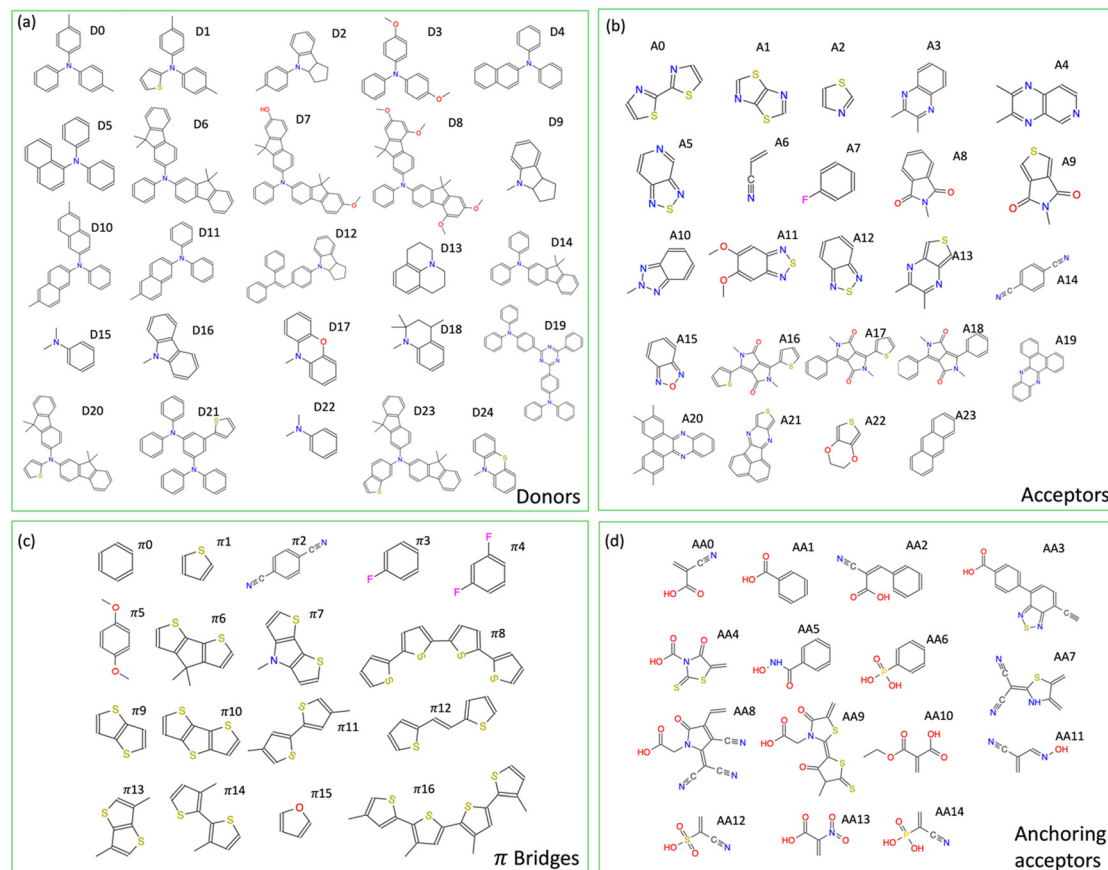 (a)
D0
D1
D2
D3
D4
D5
D6
D7
D8
D9
D10
D11
D12
D13
D14
D15
D16
D17
D18
D19
D20
D21
D22
D23
D24
Donors
(b)
A0
A1
A2
A3
A4
A5
A6
A7
A8
A9
A10
A11
A12
A13
A14
A15
A16
A17
A18
A19
A20
A21
A22
A23
Acceptors
(c)
π0
π1
π2
π3
π4
π5
π6
π7
π8
π9
π10
π11
π12
π13
π14
π15
π16
π Bridges
(d)
AA0
AA1
AA2
AA3
AA4
AA5
AA6
AA7
AA8
AA9
AA10
AA11
AA12
AA13
AA14
Anchoring
acceptors